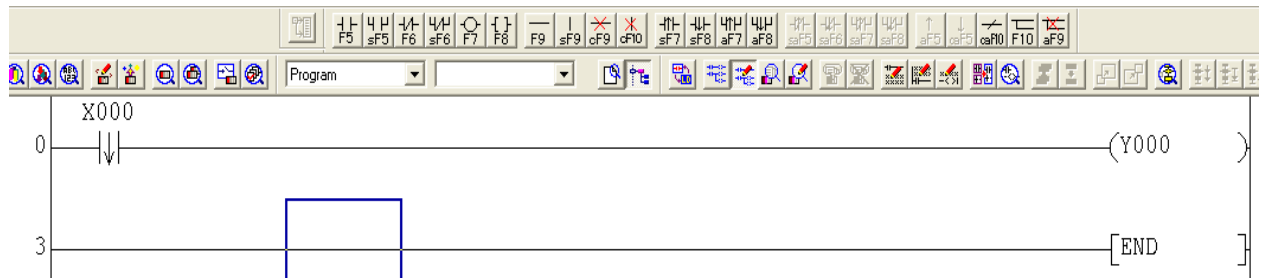 F5 sF5 F6 sF6 F7 F8 F9 sF9 cF9 cF10 sF7 sF8 aF7 aF8 saF5 saF6 saF7 saF8 aF5 caF5 caF10 F10 aF9
Program
X000
0 (Y000 )
3 [END ]